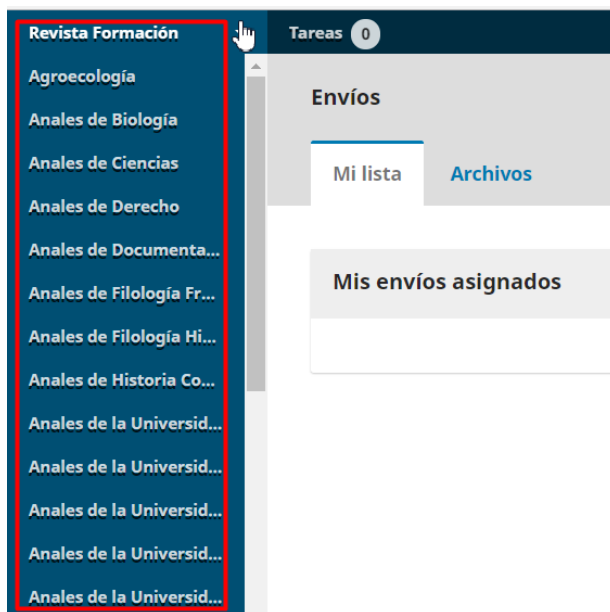 Revista Formación
Agroecología
Anales de Biología
Anales de Ciencias
Anales de Derecho
Anales de Documenta...
Anales de Filología Fr...
Anales de Filología Hi...
Anales de Historia Co...
Anales de la Universid...
Anales de la Universid...
Anales de la Universid...
Anales de la Universid...
Anales de la Universid...
Tareas 0
Envíos
Mi lista Archivos
Mis envíos asignados